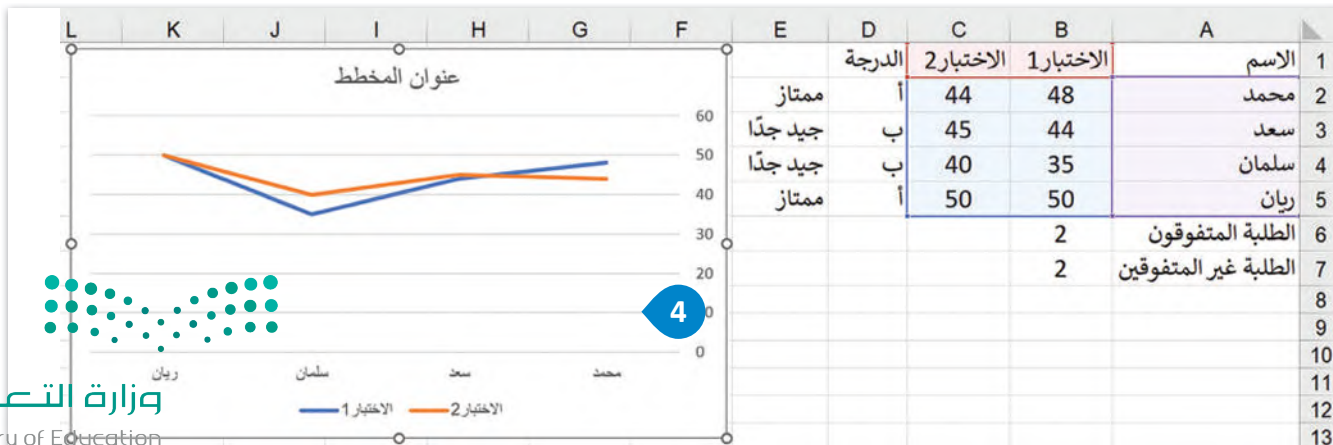 A B C D E F G H I J K L
1 الاسم الاختبار1 الاختبار2 الدرجة
2 محمد 48 44 أ ممتاز
3 سعد 44 45 ب جيد جدًا
4 سلمان 35 40 ب جيد جدًا
5 ريان 50 50 أ ممتاز
6 الطلبة المتفوقون 2
7 الطلبة غير المتفوقين 2
8
9
10
11
12
13
عنوان المخطط
60
50
40
30
20
0
4
0
محمد سعد سلمان ريان
الاختبار1 الاختبار2
وزارة التع
ry of Education